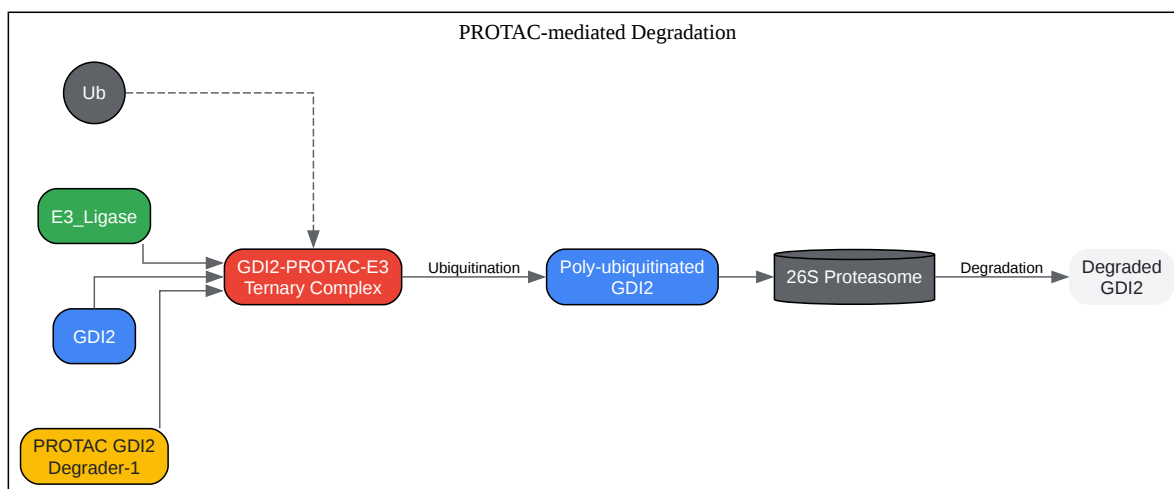 PROTAC-mediated Degradation
Ub
E3_Ligase
GDI2-PROTAC-E3
Ternary Complex
Ubiquitination
Poly-ubiquitinated
GDI2
26S Proteasome
Degradation
Degraded
GDI2
GDI2
PROTAC GDI2
Degrader-1